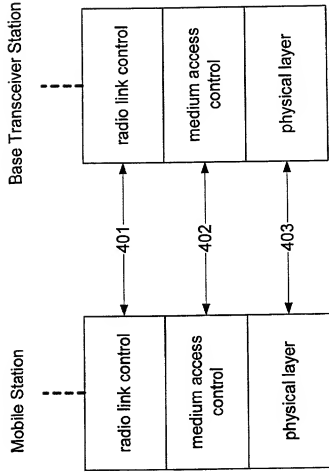 Mobile Station
Base Transceiver Station
radio link control
401
radio link control
medium access
control
402
medium access
control
physical layer
403
physical layer